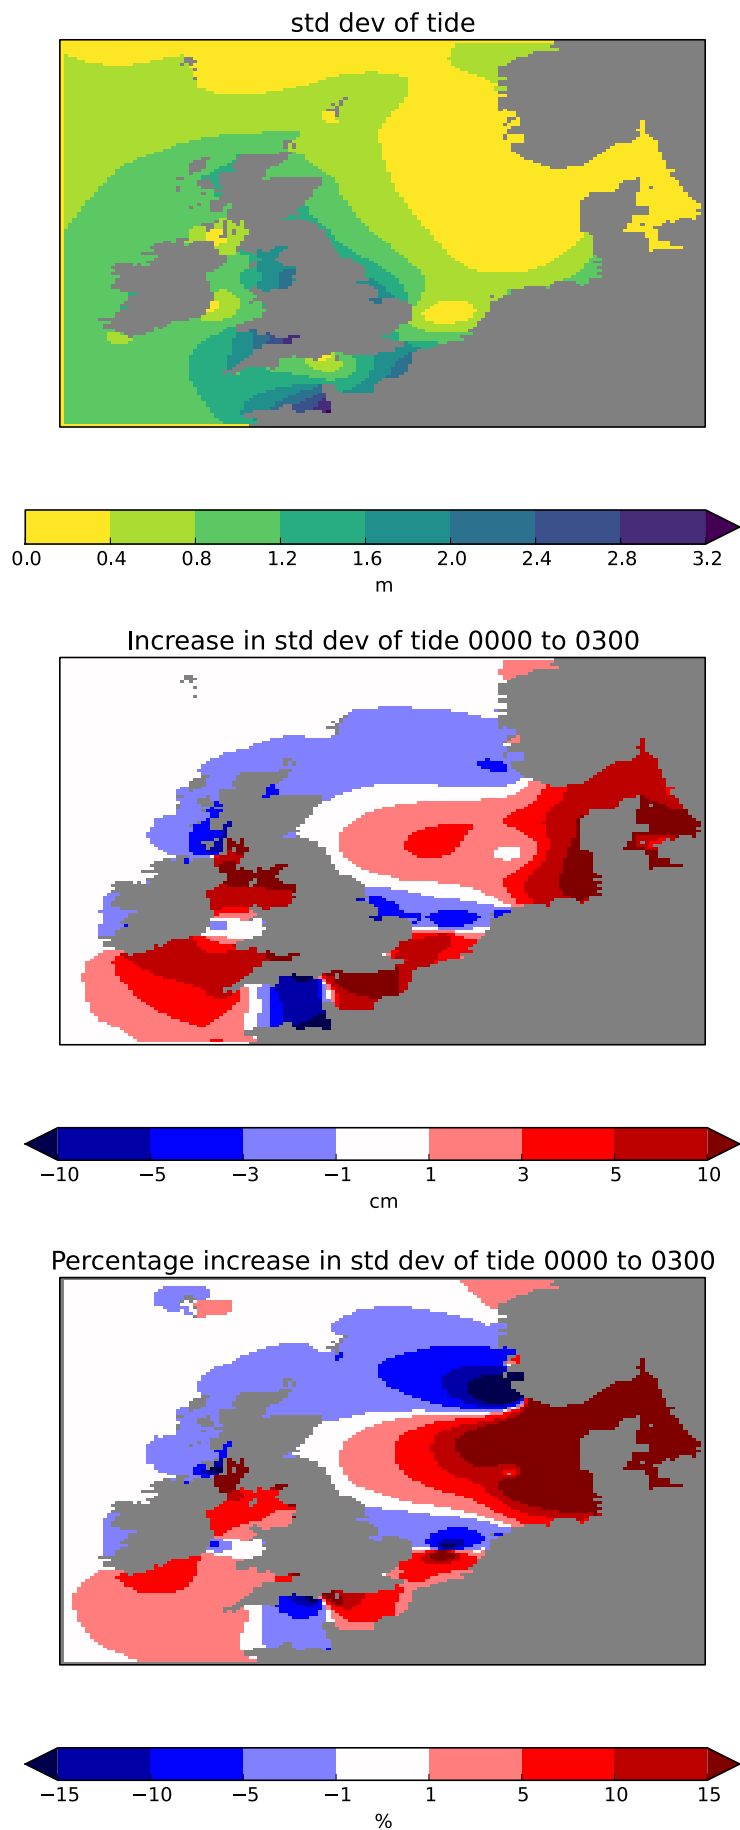 std dev of tide
0.0 0.4 0.8 1.2 1.6 2.0 2.4 2.8 3.2
m
Increase in std dev of tide 0000 to 0300
−10 −5 −3 −1 1 3 5 10
cm
Percentage increase in std dev of tide 0000 to 0300
−15 −10 −5 −1 1 5 10 15
%